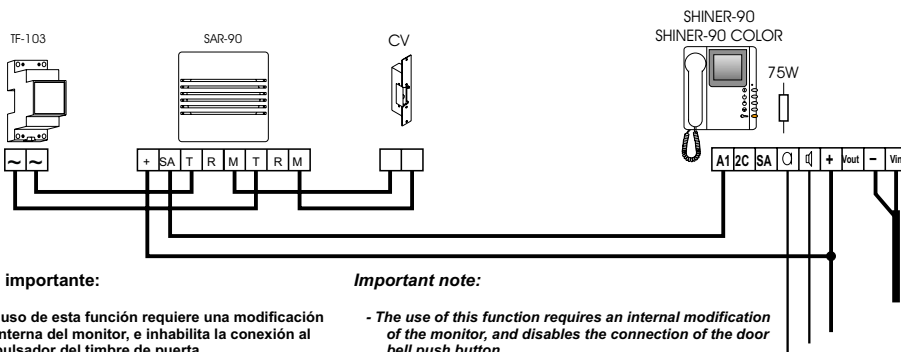 SHINER-90
SHINER-90 COLOR
TF-103
SAR-90
CV
75W
~ ~
+ SA T R M T R M
A1 2C SA + Vout - Vin
importante:
Important note:
uso de esta función requiere una modificación
nterna del monitor, e inhabilita la conexión al
pulsador del timbre de puerta
- The use of this function requires an internal modification
of the monitor, and disables the connection of the door
bell push button